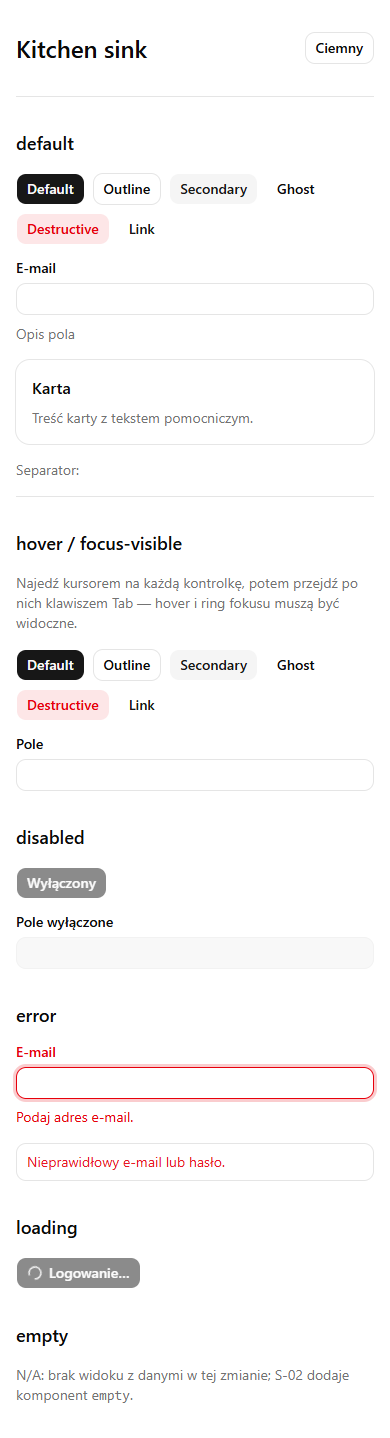 Kitchen sink
Ciemny
default
Default Outline Secondary Ghost
Destructive Link
E-mail
Opis pola
Karta
Treść karty z tekstem pomocniczym.
Separator:
hover / focus-visible
Najedź kursorem na każdą kontrolkę, potem przejdź po
nich klawiszem Tab — hover i ring fokusu muszą być
widoczne.
Default Outline Secondary Ghost
Destructive Link
Pole
disabled
Wyłączony
Pole wyłączone
error
E-mail
Podaj adres e-mail.
Nieprawidłowy e-mail lub hasło.
loading
Logowanie…
empty
N/A: brak widoku z danymi w tej zmianie; S-02 dodaje
komponent empty.